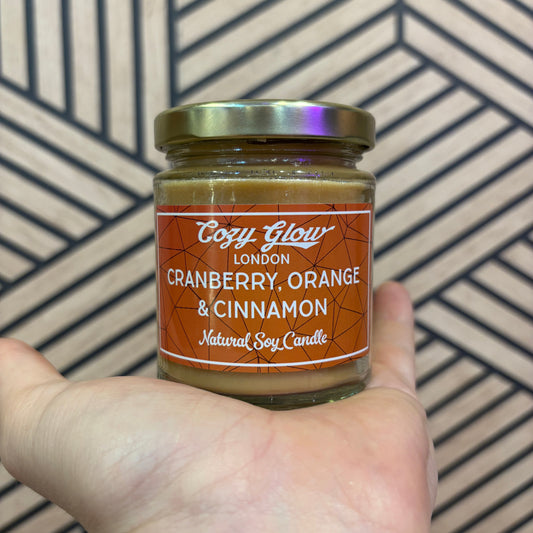 Cozy Glow
LONDON
CRANBERRY, ORANGE
& CINNAMON
Natural Soy Candle